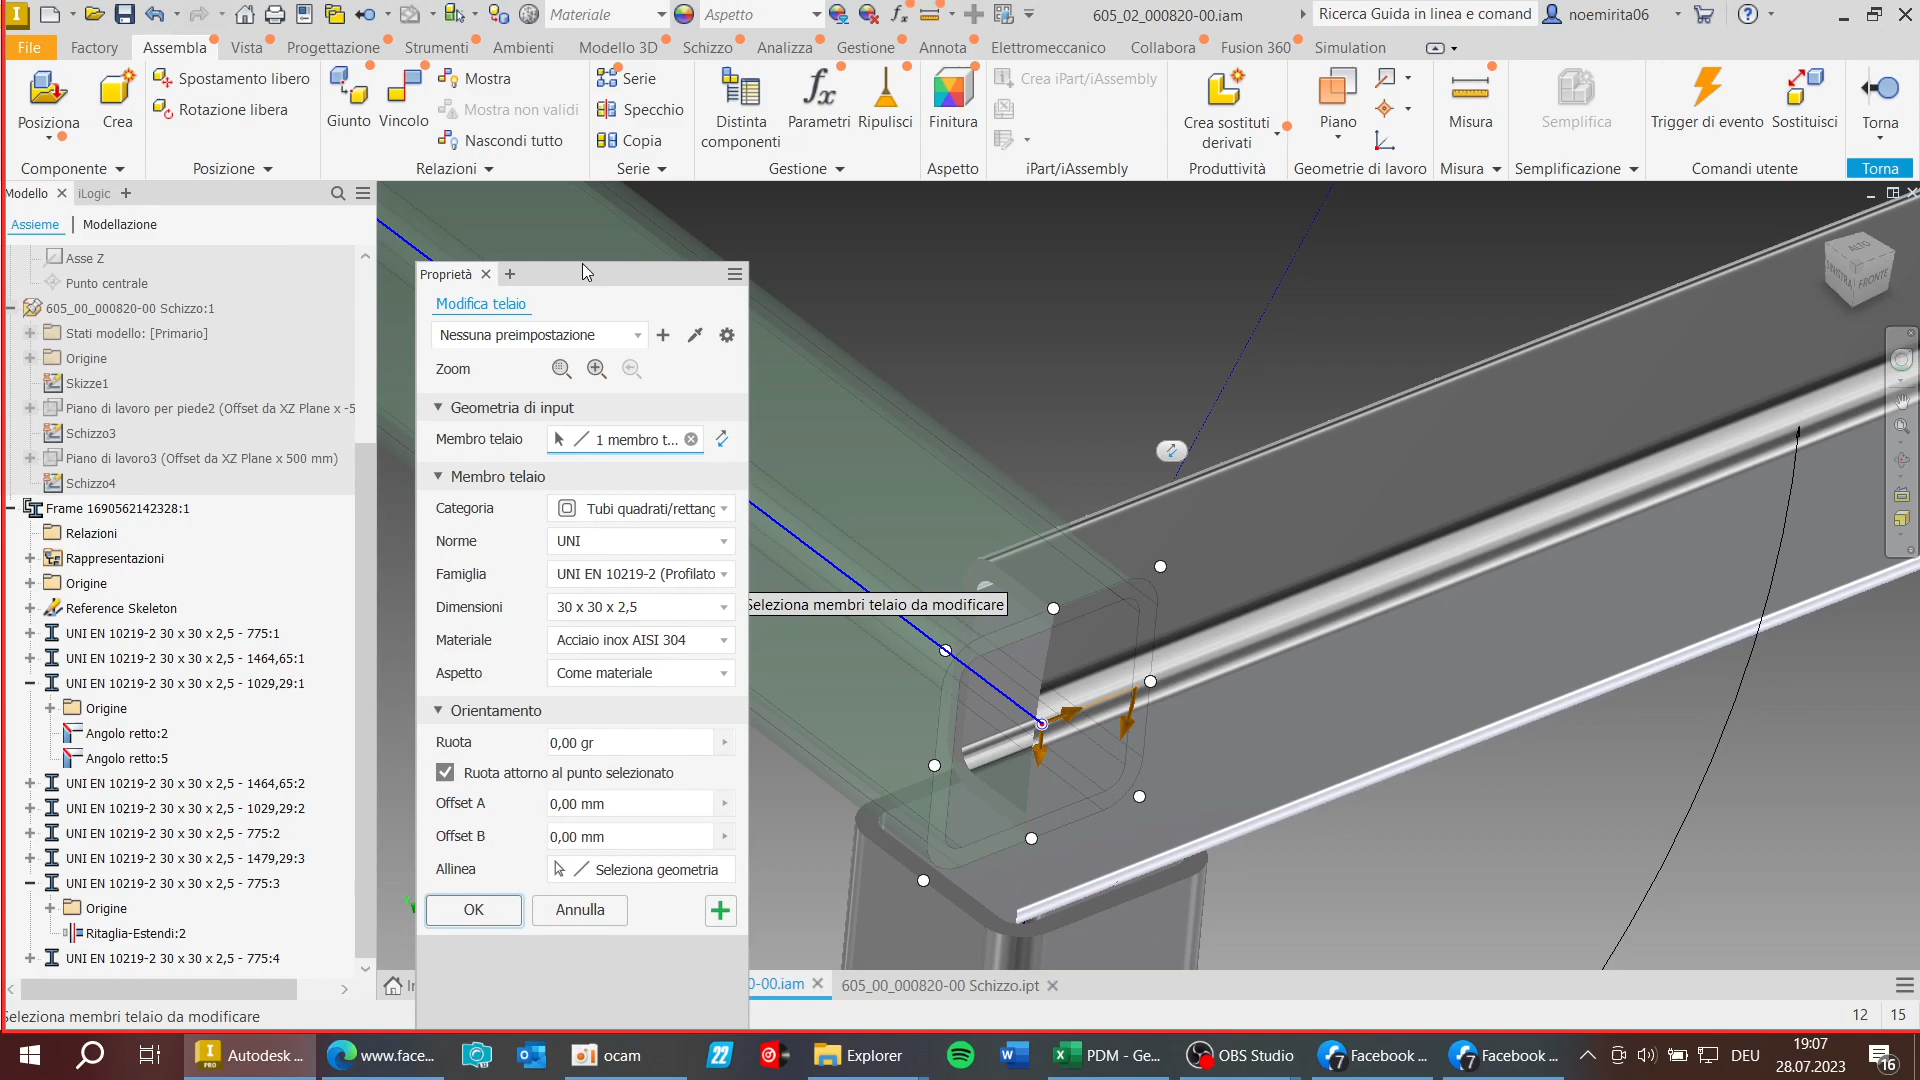 Materiale
Aspetto
605_02_000820-00.iam
Ricerca Guida in linea e comand
noemirita06
File
Factory
Assembla
Vista
Progettazione
Strumenti
Ambienti
Modello 3D
Schizzo
Analizza
Gestione
Annota
Elettromeccanico
Collabora
Fusion 360
Simulation
Posiziona
Crea
Spostamento libero
Rotazione libera
Giunto
Vincolo
Mostra
Mostra non validi
Nascondi tutto
Serie
Specchio
Copia
Distinta
componenti
Parametri
Ripulisci
Finitura
Crea iPart/iAssembly
Crea sostituti
derivati
Piano
Misura
Semplifica
Trigger di evento
Sostituisci
Torna
Componente
Posizione
Relazioni
Serie
Gestione
Aspetto
iPart/iAssembly
Produttività
Geometrie di lavoro
Misura
Semplificazione
Comandi utente
Torna
Modello
iLogic
Assieme
Modellazione
Asse Z
Punto centrale
605_00_000820-00 Schizzo:1
Stati modello: [Primario]
Origine
Skizze1
Piano di lavoro per piede2 (Offset da XZ Plane x -5
Schizzo3
Piano di lavoro3 (Offset da XZ Plane x 500 mm)
Schizzo4
Frame 1690562142328:1
Relazioni
Rappresentazioni
Origine
Reference Skeleton
UNI EN 10219-2 30 x 30 x 2,5 - 775:1
UNI EN 10219-2 30 x 30 x 2,5 - 1464,65:1
UNI EN 10219-2 30 x 30 x 2,5 - 1029,29:1
Origine
Angolo retto:2
Angolo retto:5
UNI EN 10219-2 30 x 30 x 2,5 - 1464,65:2
UNI EN 10219-2 30 x 30 x 2,5 - 1029,29:2
UNI EN 10219-2 30 x 30 x 2,5 - 775:2
UNI EN 10219-2 30 x 30 x 2,5 - 1479,29:3
UNI EN 10219-2 30 x 30 x 2,5 - 775:3
Origine
Ritaglia-Estendi:2
UNI EN 10219-2 30 x 30 x 2,5 - 775:4
Proprietà
Modifica telaio
Nessuna preimpostazione
Zoom
Geometria di input
Membro telaio
1 membro t...
Membro telaio
Categoria
Tubi quadrati/rettang
Norme
UNI
Famiglia
UNI EN 10219-2 (Profilato
Dimensioni
30 x 30 x 2,5
Materiale
Acciaio inox AISI 304
Aspetto
Come materiale
Orientamento
Ruota
0,00 gr
Ruota attorno al punto selezionato
Offset A
0,00 mm
Offset B
0,00 mm
Allinea
Seleziona geometria
OK
Annulla
Seleziona membri telaio da modificare
ALTO
SINISTRA
FRONTE
0-00.iam
605_00_000820-00 Schizzo.ipt
Seleziona membri telaio da modificare
12
15
Autodesk ...
www.face...
ocam
22
Explorer
PDM - Ge...
OBS Studio
Facebook ...
Facebook ...
DEU
19:07
28.07.2023
16